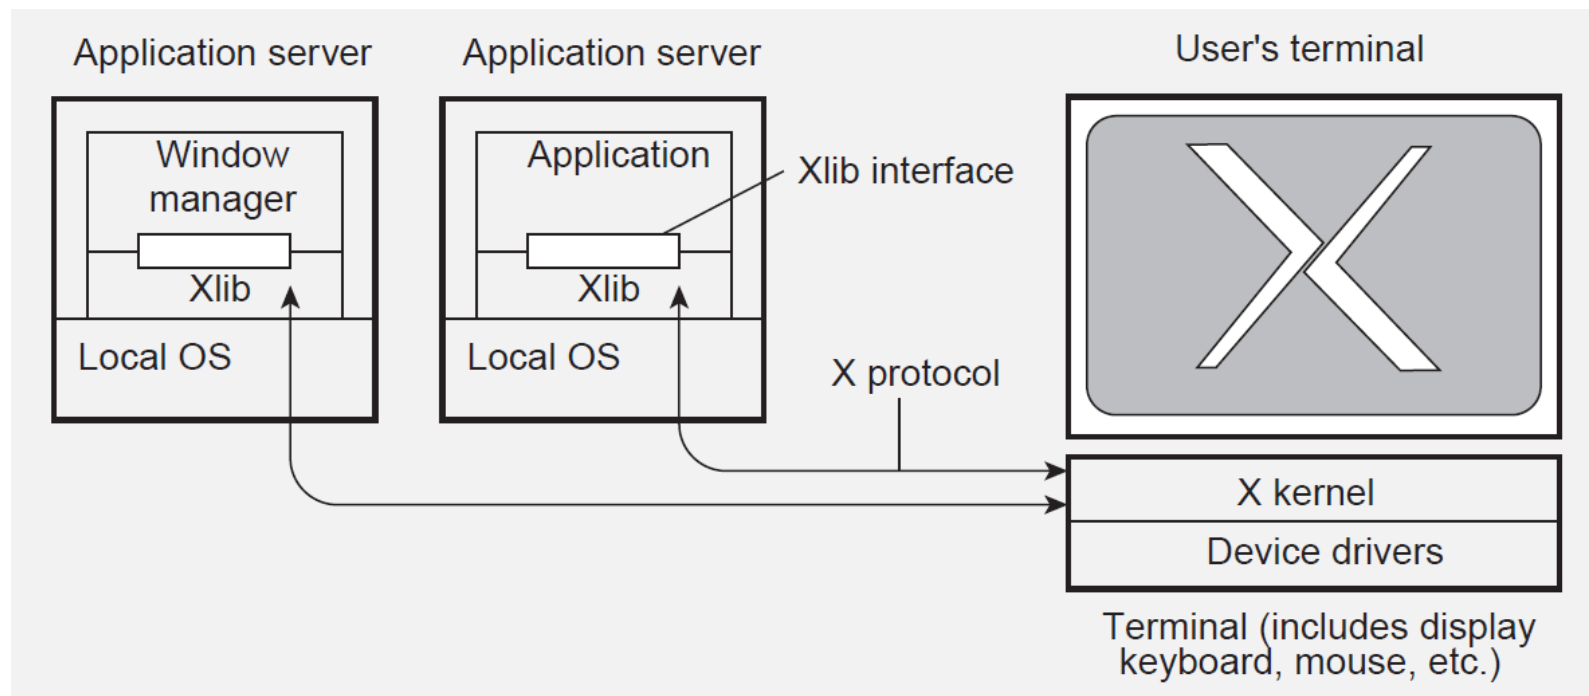 Application server
Application server
User's terminal
Window
manager
Xlib
Local OS
Application
Xlib
Local OS
Xlib interface
X protocol
X kernel
Device drivers
Terminal (includes display
keyboard, mouse, etc.)